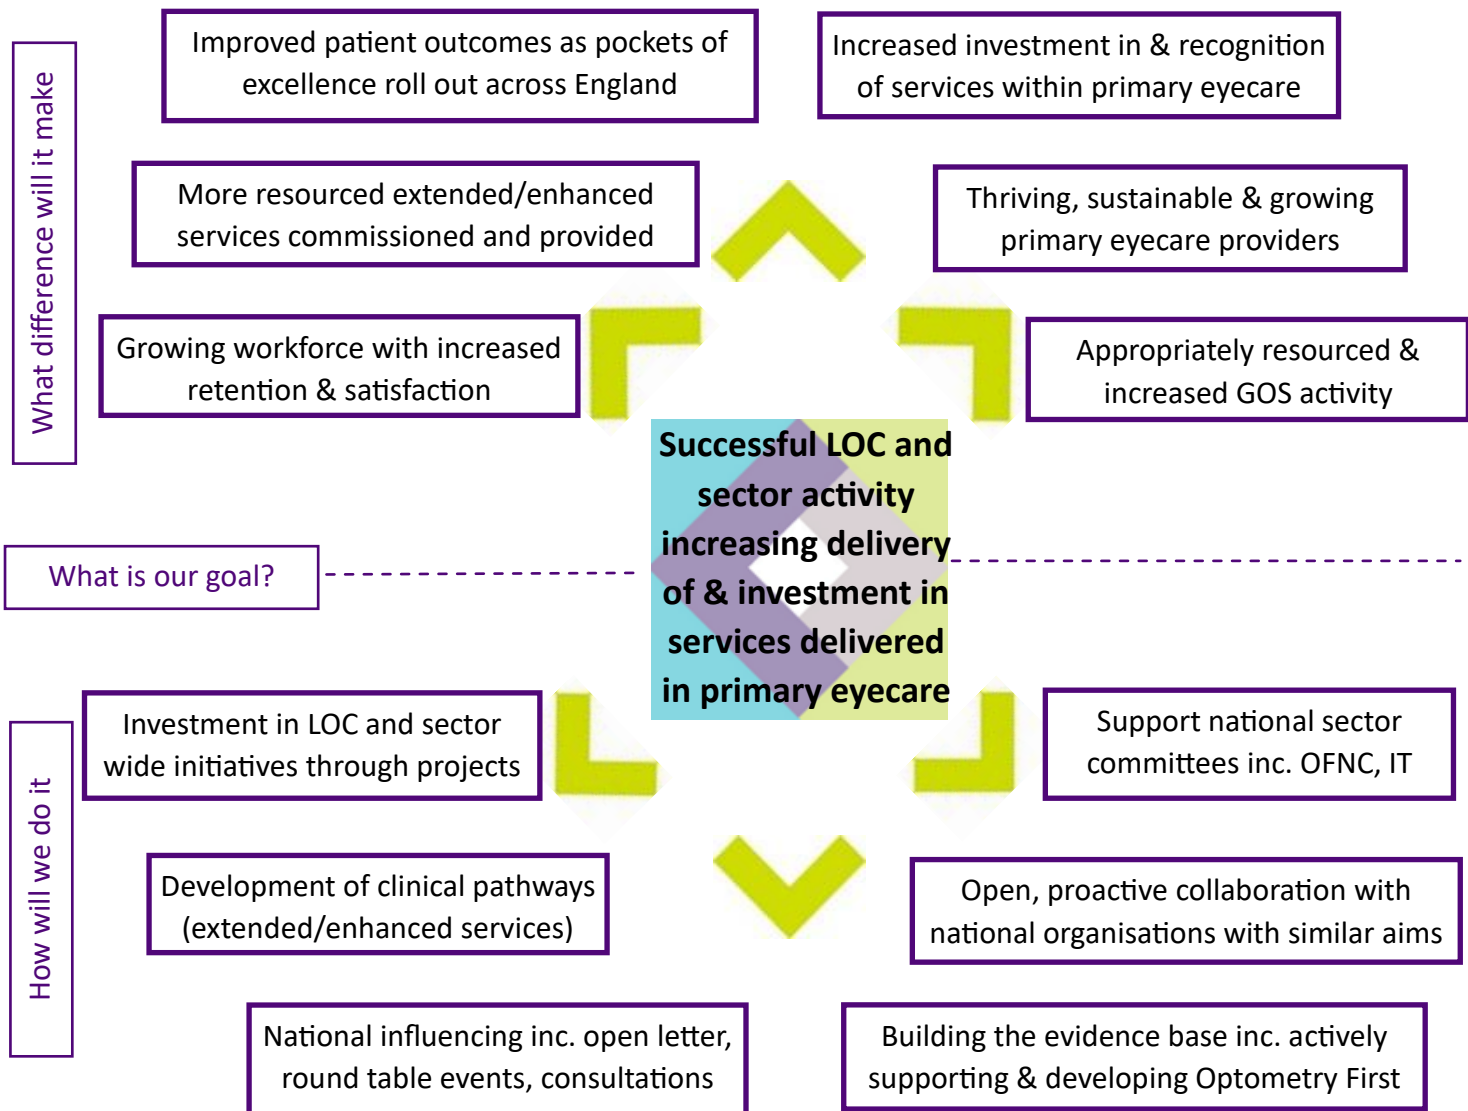 What difference will it make
Improved patient outcomes as pockets of
excellence roll out across England
Increased investment in & recognition
of services within primary eyecare
More resourced extended/enhanced
services commissioned and provided
Thriving, sustainable & growing
primary eyecare providers
Growing workforce with increased
retention & satisfaction
Appropriately resourced &
increased GOS activity
What is our goal?
Successful LOC and
sector activity
increasing delivery
of & investment in
services delivered
in primary eyecare
How will we do it
Investment in LOC and sector
wide initiatives through projects
Support national sector
committees inc. OFNC, IT
Development of clinical pathways
(extended/enhanced services)
Open, proactive collaboration with
national organisations with similar aims
National influencing inc. open letter,
round table events, consultations
Building the evidence base inc. actively
supporting & developing Optometry First